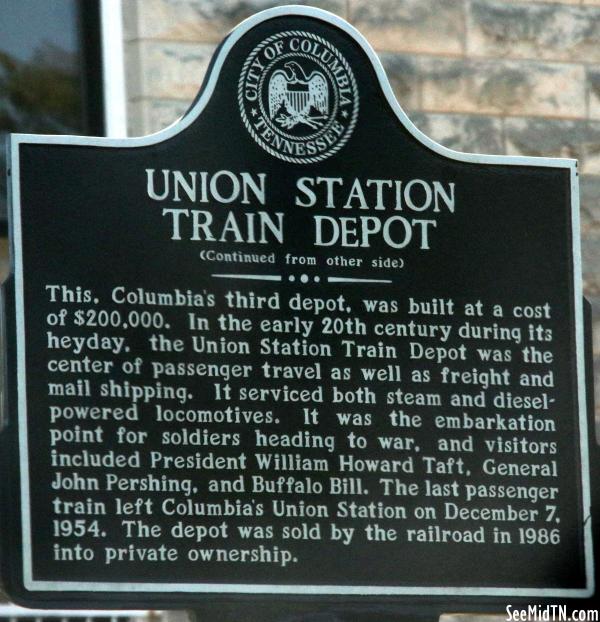 CITY OF COLUMBIA
TENNESSEE
UNION STATION
TRAIN DEPOT
(Continued from other side)
This, Columbia's third depot, was built at a cost
of $200,000. In the early 20th century during its
heyday, the Union Station Train Depot was the
center of passenger travel as well as freight and
mail shipping. It serviced both steam and diesel-
powered locomotives. It was the embarkation
point for soldiers heading to war, and visitors
included President William Howard Taft, General
John Pershing, and Buffalo Bill. The last passenger
train left Columbia's Union Station on December 7,
1954. The depot was sold by the railroad in 1986
into private ownership.
SeeMidTN.com